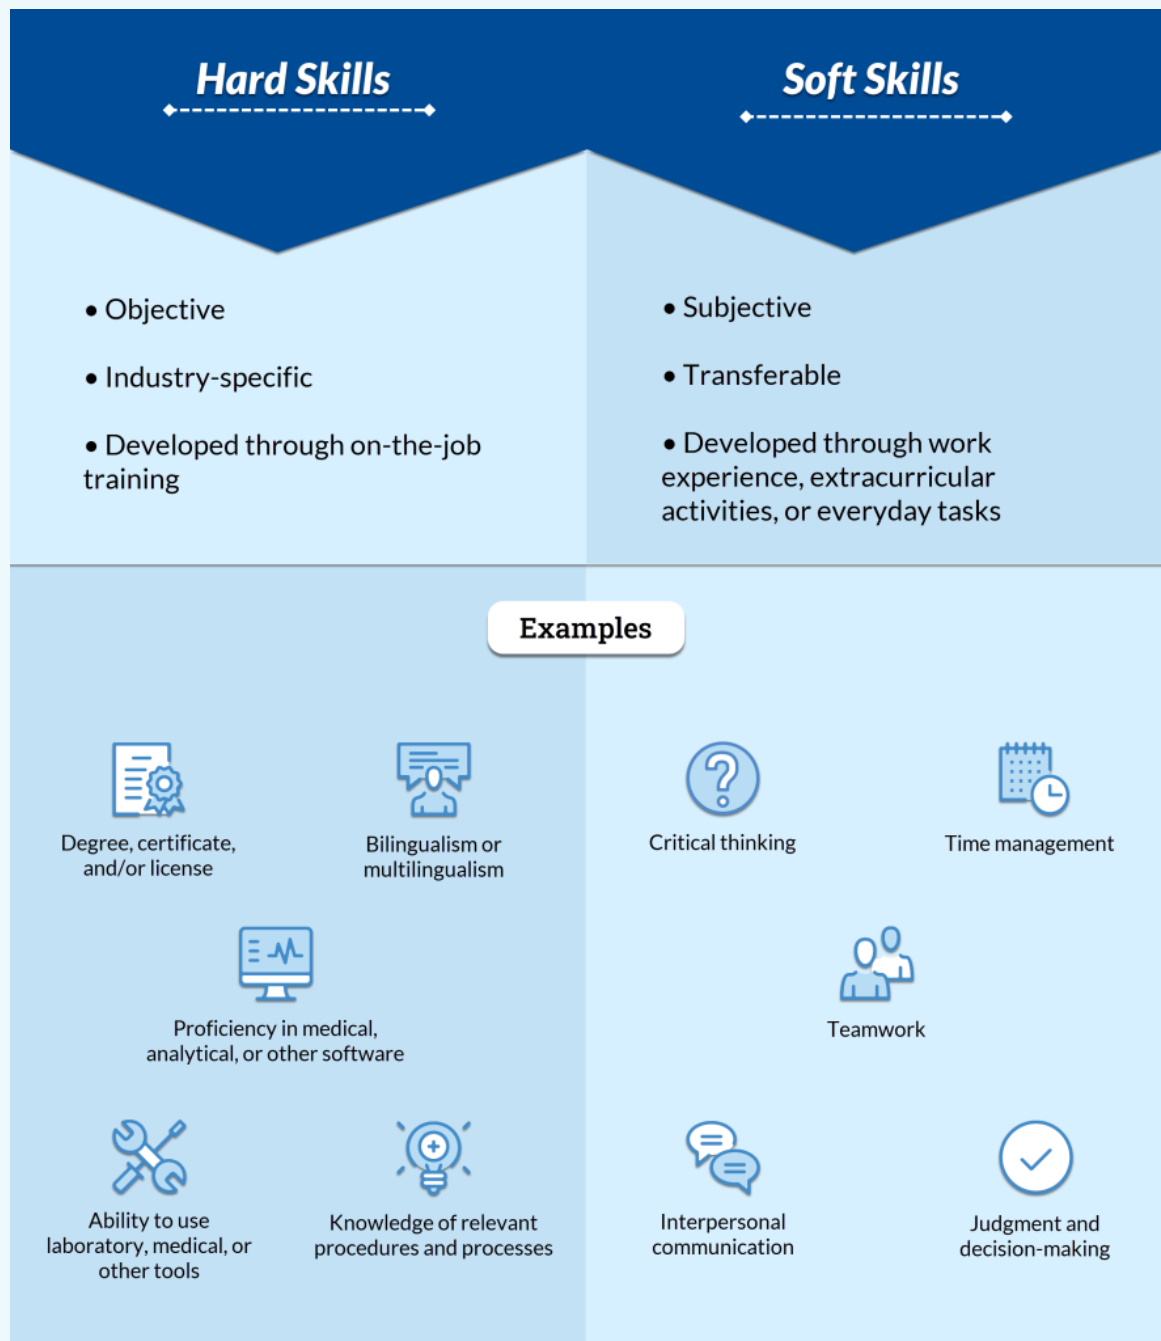 Hard Skills
• Objective
• Industry-specific
• Developed through on-the-job
training
Soft Skills
• Subjective
• Transferable
• Developed through work
experience, extracurricular
activities, or everyday tasks
Examples
Degree, certificate,
and/or license
Bilingualism or
multilingualism
Proficiency in medical,
analytical, or other software
Ability to use
laboratory, medical, or
other tools
Knowledge of relevant
procedures and processes
Critical thinking
Time management
Teamwork
Interpersonal
communication
Judgment and
decision-making